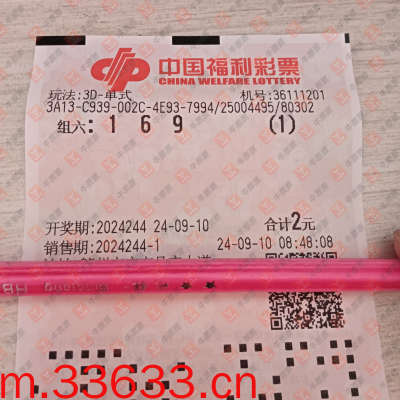 中国福利彩票
CHINA WELFARE LOTTERY
玩法:3D-单式 机号:36111201
3A13-C939-002C-4E93-7994/25004495/80302
组六: 1 6 9 (1)
开奖期:2024244 24-09-10 合计2元
销售期:2024244-1 24-09-10 08:48:08
m.33633.cn